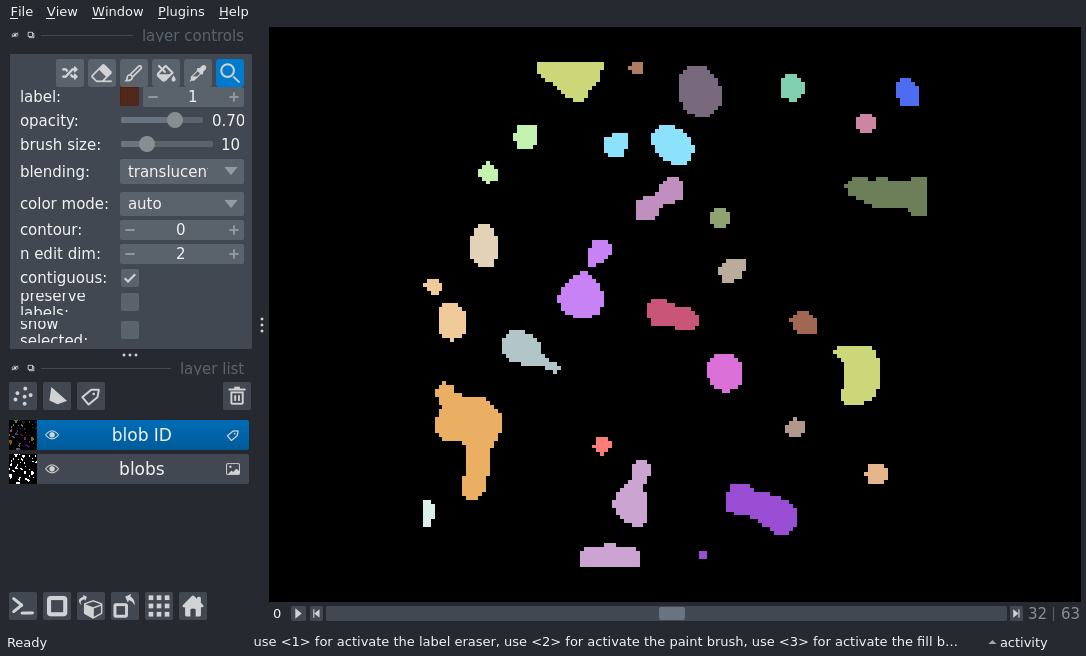 File View Window Plugins Help
layer controls
label: 1
opacity: 0.70
brush size: 10
blending: translucen
color mode: auto
contour: 0
n edit dim: 2
contiguous:
preserve
labels:
show
selected:
layer list
blob ID
blobs
0 32 | 63
Ready use <1> for activate the label eraser, use <2> for activate the paint brush, use <3> for activate the fill b... activity